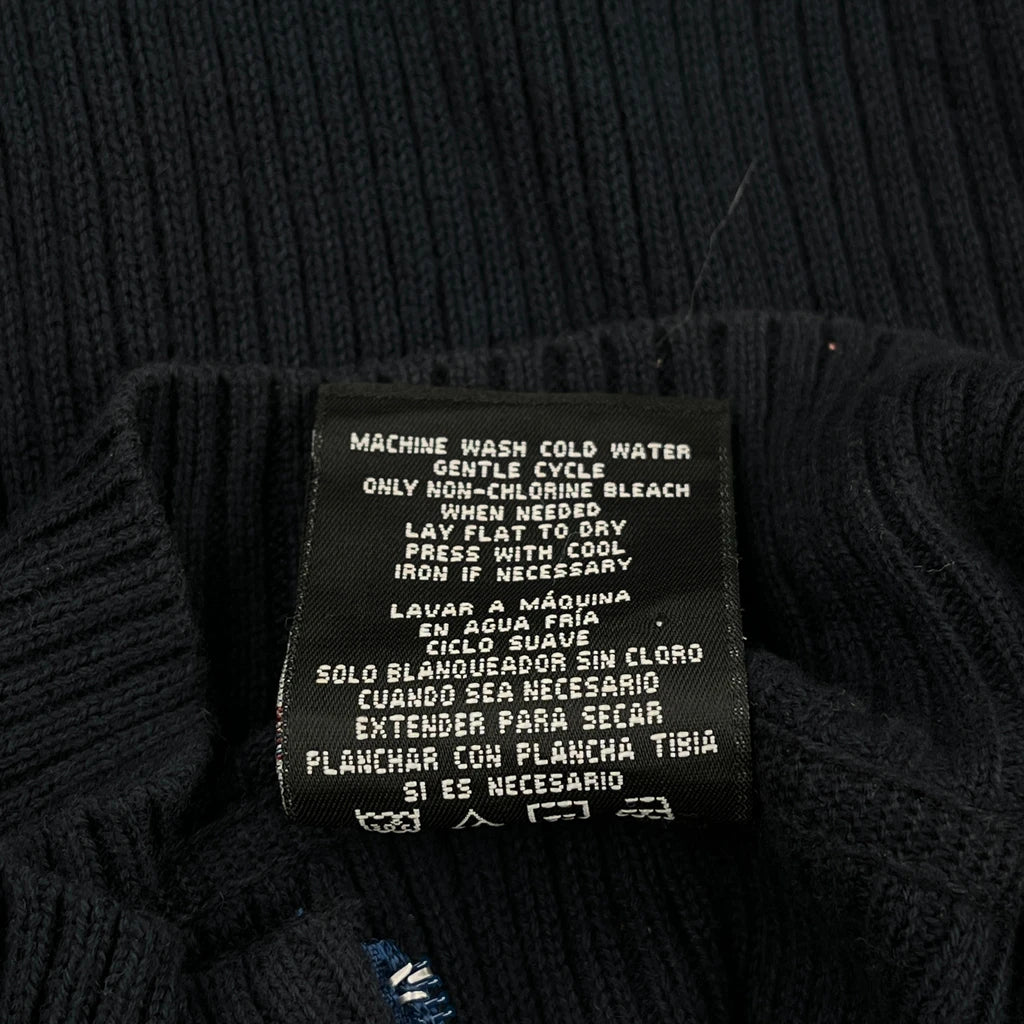 MACHINE WASH COLD WATER
GENTLE CYCLE
ONLY NON-CHLORINE BLEACH
WHEN NEEDED
LAY FLAT TO DRY
PRESS WITH COOL
IRON IF NECESSARY
LAVAR A MÁQUINA
EN AGUA FRÍA
CICLO SUAVE
SOLO BLANQUEADOR SIN CLORO
CUANDO SEA NECESARIO
EXTENDER PARA SECAR
PLANCHAR CON PLANCHA TIBIA
SI ES NECESARIO